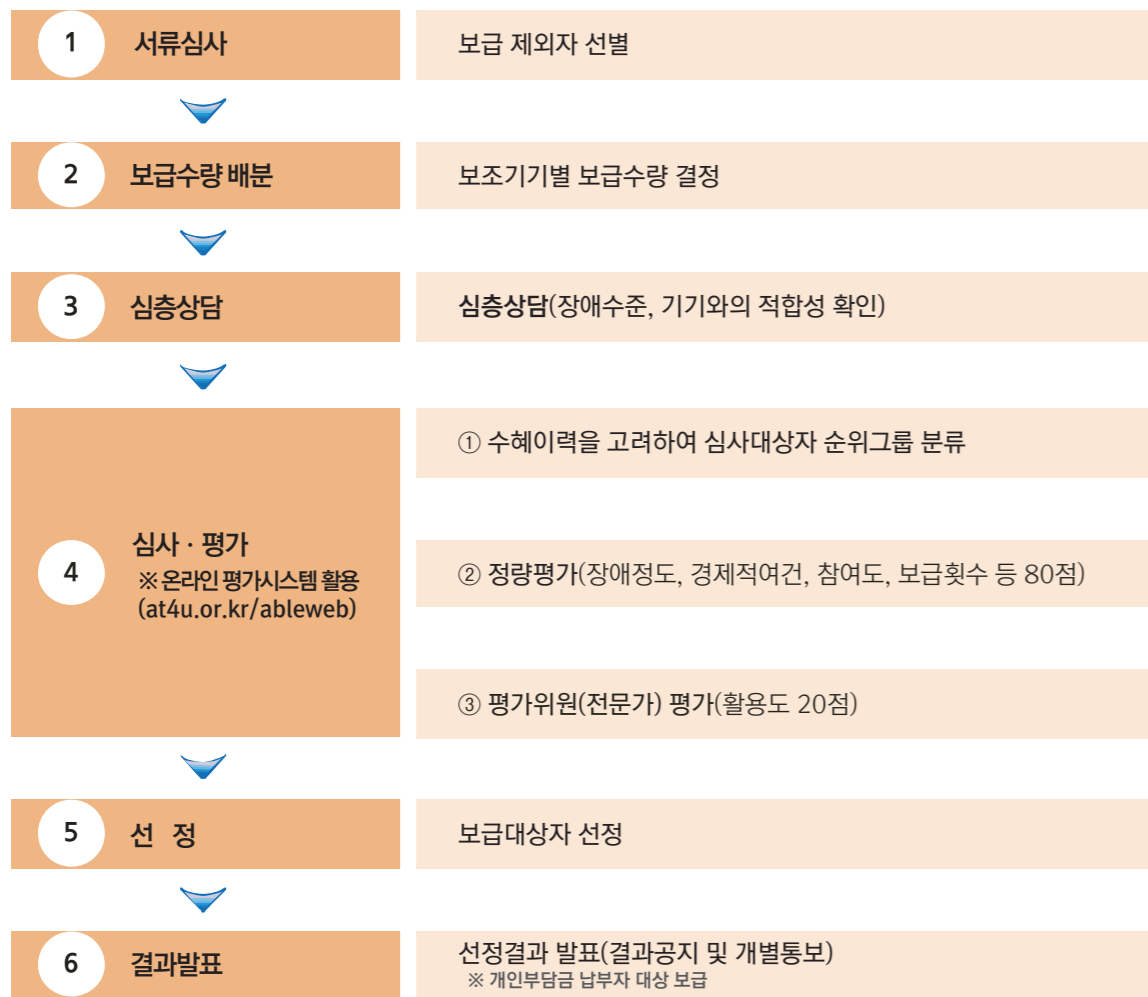 1 서류심사
보급 제외자 선별
2 보급수량 배분
보조기기별 보급수량 결정
3 심층상담
심층상담(장애수준, 기기와의 적합성 확인)
4 심사 · 평가
※ 온라인 평가시스템 활용
(at4u.or.kr/ableweb)
① 수혜이력을 고려하여 심사대상자 순위그룹 분류
② 정량평가(장애정도, 경제적여건, 참여도, 보급횟수 등 80점)
③ 평가위원(전문가) 평가(활용도 20점)
5 선 정
보급대상자 선정
6 결과발표
선정결과 발표(결과공지 및 개별통보)
※ 개인부담금 납부자 대상 보급